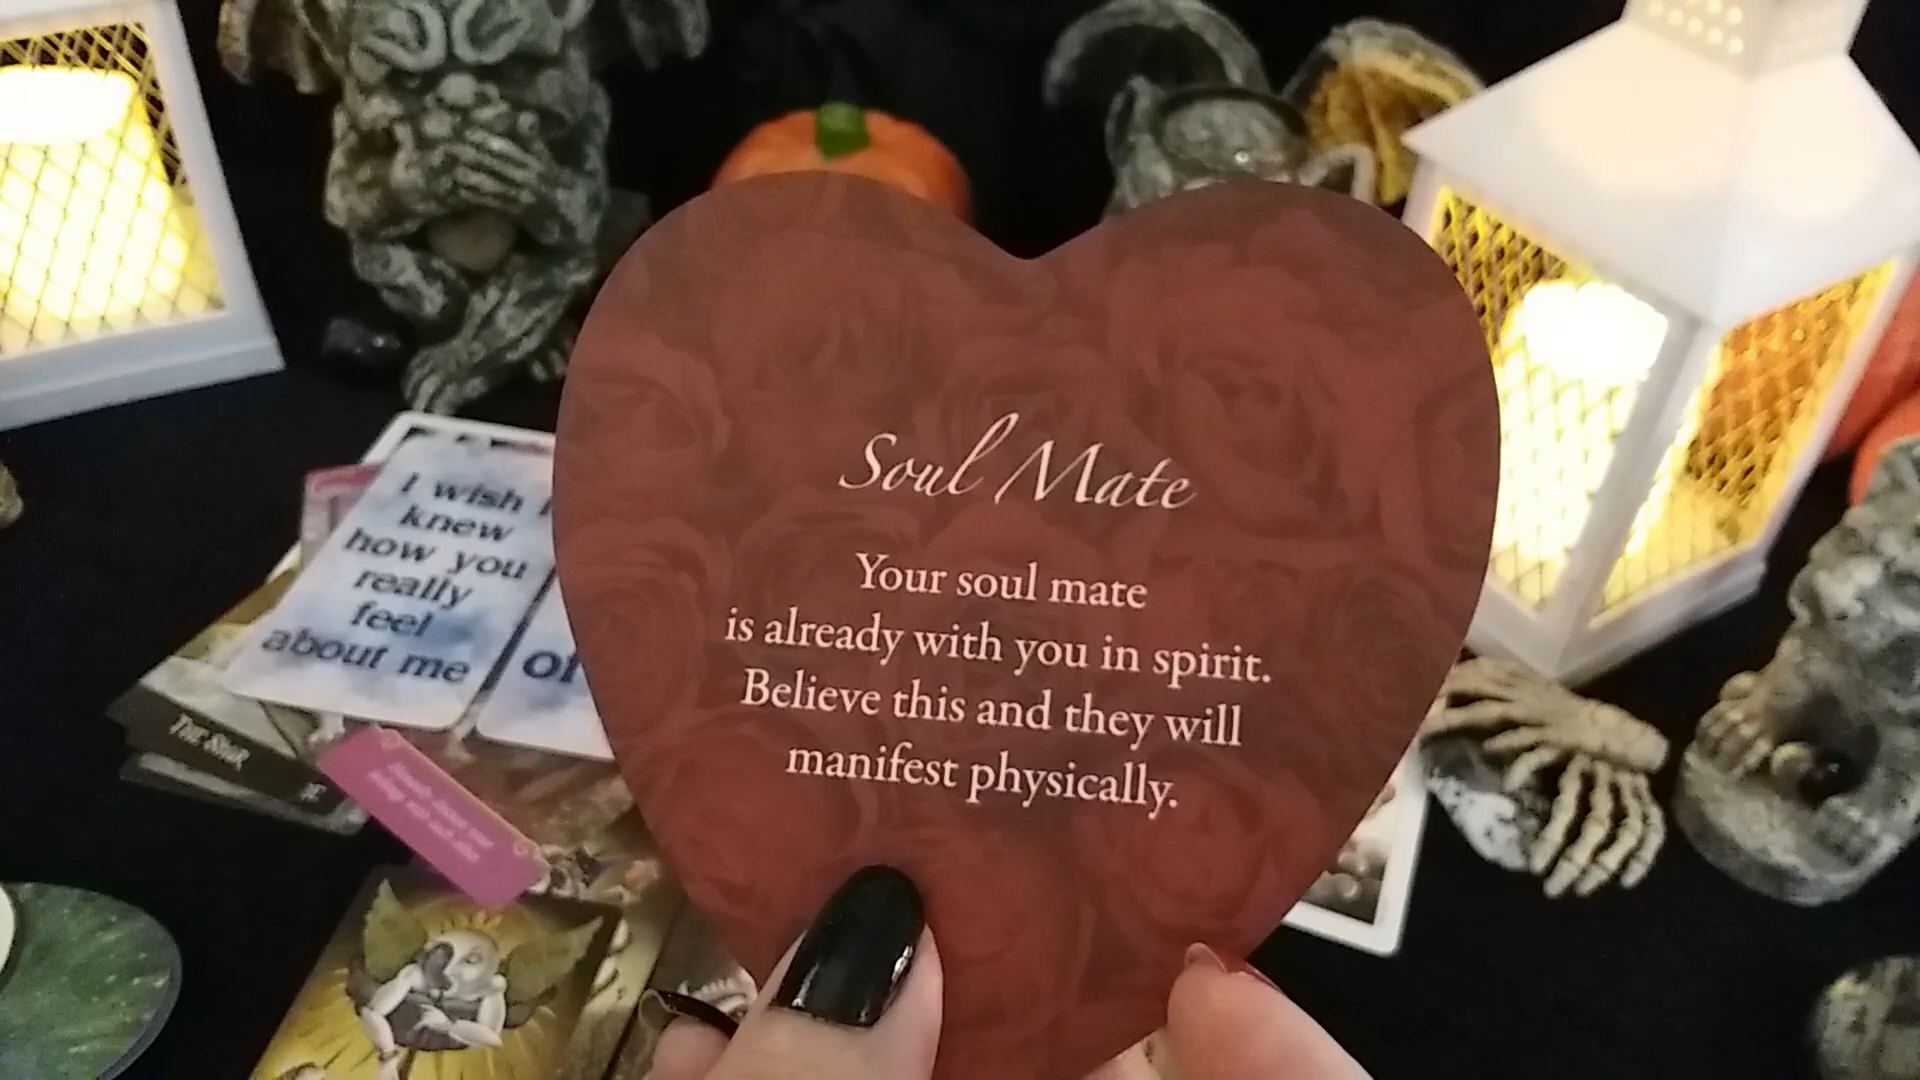 Soul Mate
Your soul mate
is already with you in spirit.
Believe this and they will
manifest physically.
I wish I
knew
how you
really
feel
about me
of
THE STAR